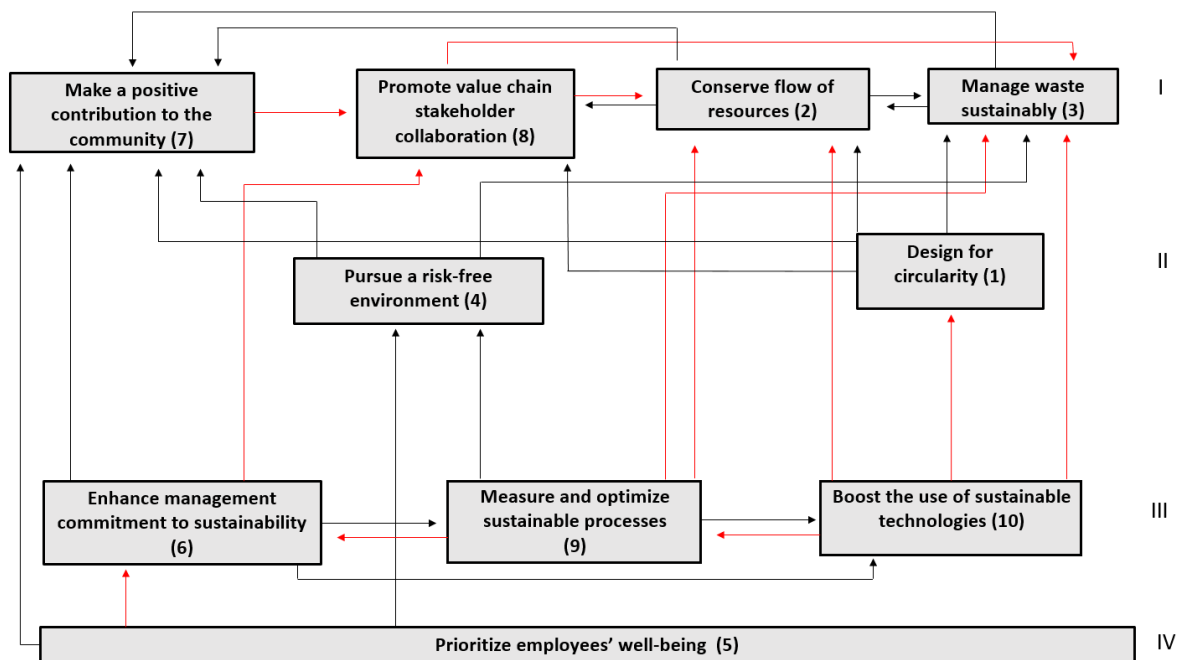 Make a positive
contribution to the
community (7)
Promote value chain
stakeholder
collaboration (8)
Conserve flow of
resources (2)
Manage waste
sustainably (3)
I
Pursue a risk-free
environment (4)
Design for
circularity (1)
II
Enhance management
commitment to sustainability
(6)
Measure and optimize
sustainable processes
(9)
Boost the use of sustainable
technologies (10)
III
Prioritize employees’ well-being (5)
IV